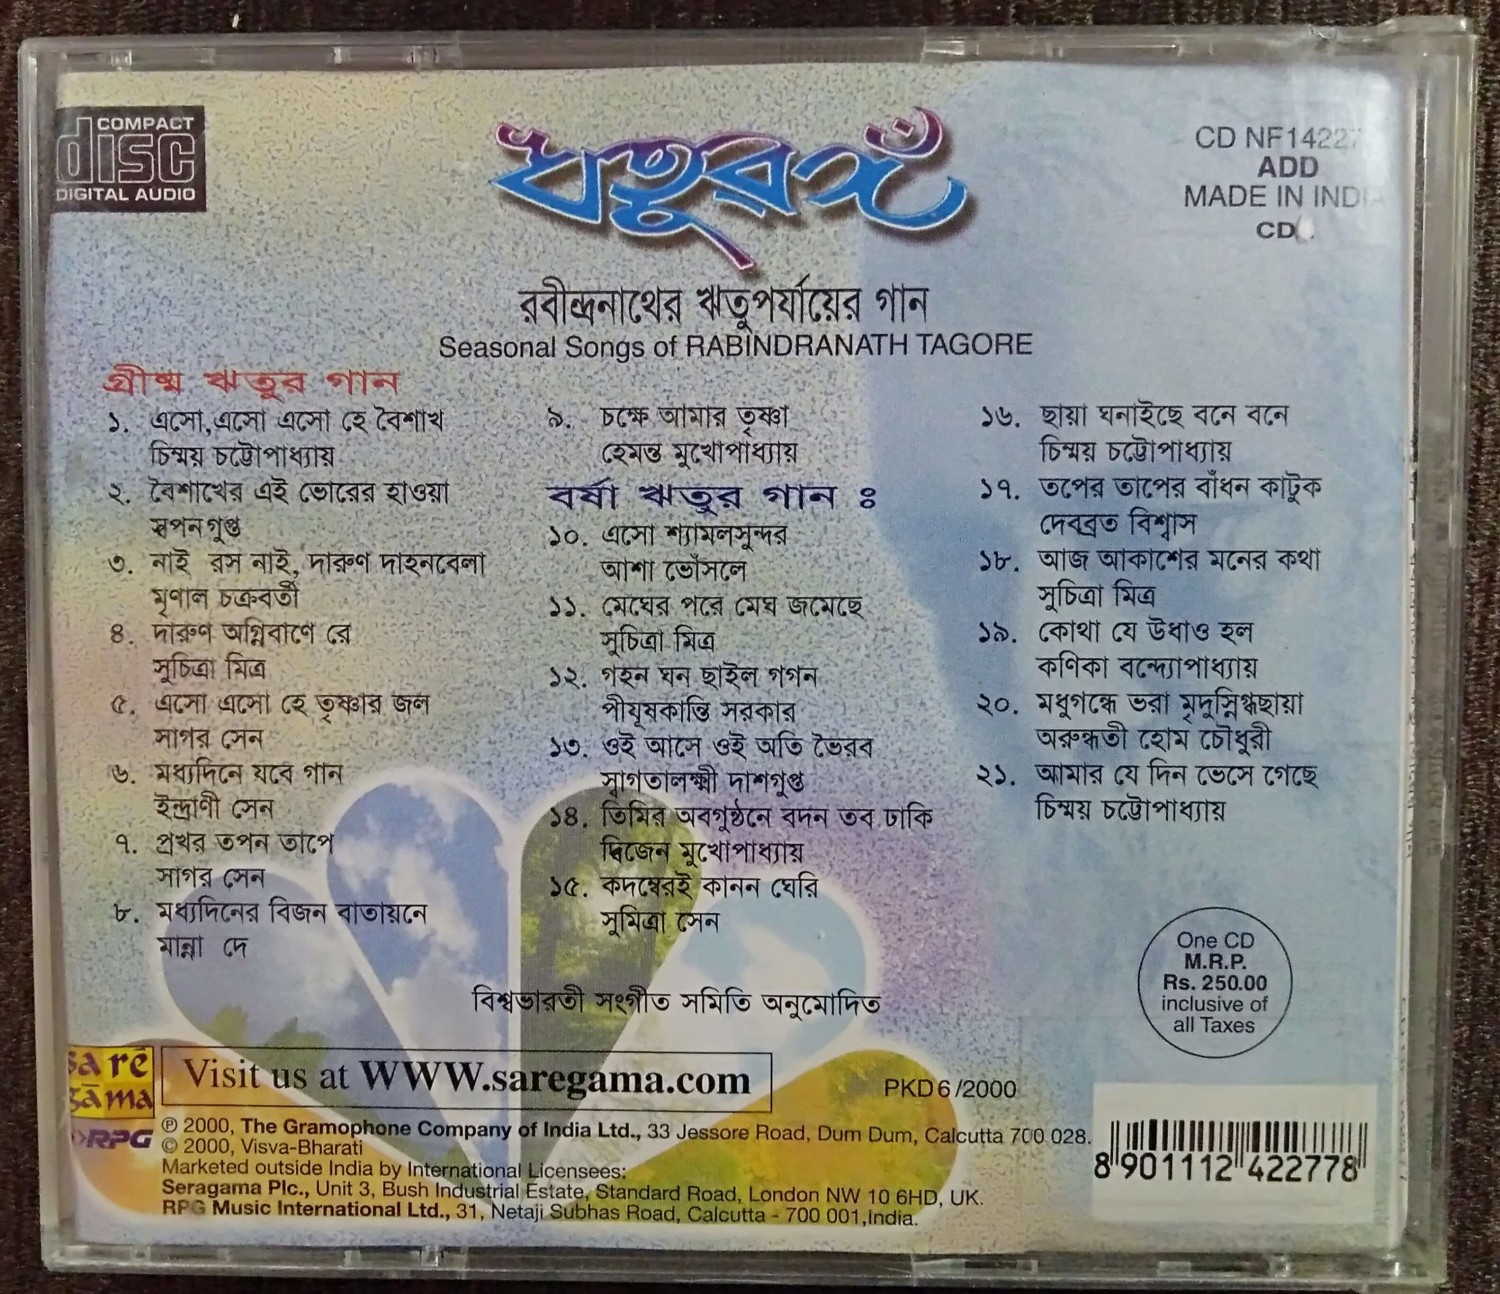 COMPACT
disc
DIGITAL AUDIO
ঋতুরঙ্গ
CD NF14227
ADD
MADE IN INDIA
CD
রবীন্দ্রনাথের ঋতুপর্যায়ের গান
Seasonal Songs of RABINDRANATH TAGORE
গ্রীষ্ম ঋতুর গান
১. এসো,এসো এসো হে বৈশাখ
চিন্ময় চট্টোপাধ্যায়
২. বৈশাখের এই ভোরের হাওয়া
স্বপন গুপ্ত
৩. নাই রস নাই, দারুণ দাহনবেলা
মৃণাল চক্রবর্তী
৪. দারুণ অগ্নিবাণে রে
সুচিত্রা মিত্র
৫. এসো এসো হে তৃষ্ণার জল
সাগর সেন
৬. মধ্যদিনে যবে গান
ইন্দ্রাণী সেন
৭. প্রখর তপন তাপে
সাগর সেন
৮. মধ্যদিনের বিজন বাতায়নে
মান্না দে
৯. চক্ষে আমার তৃষ্ণা
হেমন্ত মুখোপাধ্যায়
বর্ষা ঋতুর গান ঃ
১০. এসো শ্যামলসুন্দর
আশা ভোঁসলে
১১. মেঘের পরে মেঘ জমেছে
সুচিত্রা মিত্র
১২. গহন ঘন ছাইল গগন
পীযূষকান্তি সরকার
১৩. ওই আসে ওই অতি ভৈরব
স্বাগতালক্ষ্মী দাশগুপ্ত
১৪. তিমির অবগুণ্ঠনে বদন তব ঢাকি
দ্বিজেন মুখোপাধ্যায়
১৫. কদম্বেরই কানন ঘেরি
সুমিত্রা সেন
১৬. ছায়া ঘনাইছে বনে বনে
চিন্ময় চট্টোপাধ্যায়
১৭. তপের তাপের বাঁধন কাটুক
দেবব্রত বিশ্বাস
১৮. আজ আকাশের মনের কথা
সুচিত্রা মিত্র
১৯. কোথা যে উধাও হল
কণিকা বন্দ্যোপাধ্যায়
২০. মধুগন্ধে ভরা মৃদুস্নিগ্ধছায়া
অরুন্ধতী হোম চৌধুরী
২১. আমার যে দিন ভেসে গেছে
চিন্ময় চট্টোপাধ্যায়
বিশ্বভারতী সংগীত সমিতি অনুমোদিত
One CD
M.R.P.
Rs. 250.00
inclusive of
all Taxes
sa rē
gā ma
RPG
Visit us at WWW.saregama.com
PKD 6/2000
℗ 2000, The Gramophone Company of India Ltd., 33 Jessore Road, Dum Dum, Calcutta 700 028.
© 2000, Visva-Bharati
Marketed outside India by International Licensees:
Seragama Plc., Unit 3, Bush Industrial Estate, Standard Road, London NW 10 6HD, UK.
RPG Music International Ltd., 31, Netaji Subhas Road, Calcutta - 700 001,India.
8 901112 422778